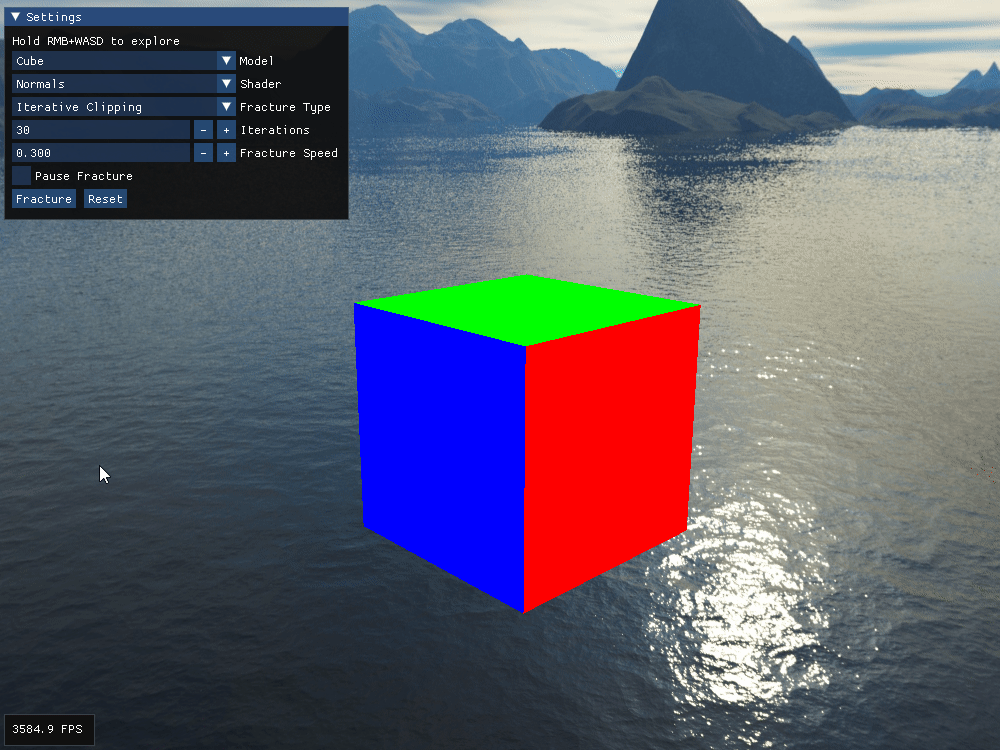 Settings
Hold RMB+WASD to explore
Cube Model
Normals Shader
Iterative Clipping Fracture Type
30 - + Iterations
0.300 - + Fracture Speed
Pause Fracture
Fracture Reset
3584.9 FPS